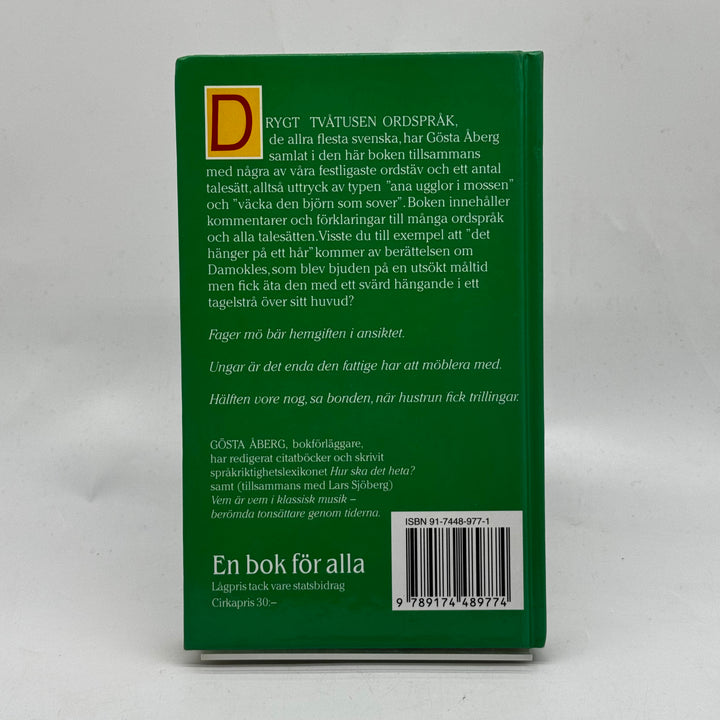 DRYGT TVÅTUSEN ORDSPRÅK,
de allra flesta svenska, har Gösta Åberg
samlat i den här boken tillsammans
med några av våra festligaste ordstäv och ett antal
talesätt, alltså uttryck av typen "ana ugglor i mossen"
och "väcka den björn som sover". Boken innehåller
kommentarer och förklaringar till många ordspråk
och alla talesätten. Visste du till exempel att "det
hänger på ett hår" kommer av berättelsen om
Damokles, som blev bjuden på en utsökt måltid
men fick äta den med ett svärd hängande i ett
tagelstrå över sitt huvud?
Fager mö bär hemgiften i ansiktet.
Ungar är det enda den fattige har att möblera med.
Hälften vore nog, sa bonden, när hustrun fick trillingar.
GÖSTA ÅBERG, bokförläggare,
har redigerat citatböcker och skrivit
språkriktighetslexikonet Hur ska det heta?
samt (tillsammans med Lars Sjöberg)
Vem är vem i klassisk musik –
berömda tonsättare genom tiderna.
En bok för alla
Lågpris tack vare statsbidrag
Cirkapris 30:–
ISBN 91-7448-977-1
9 789174 489774